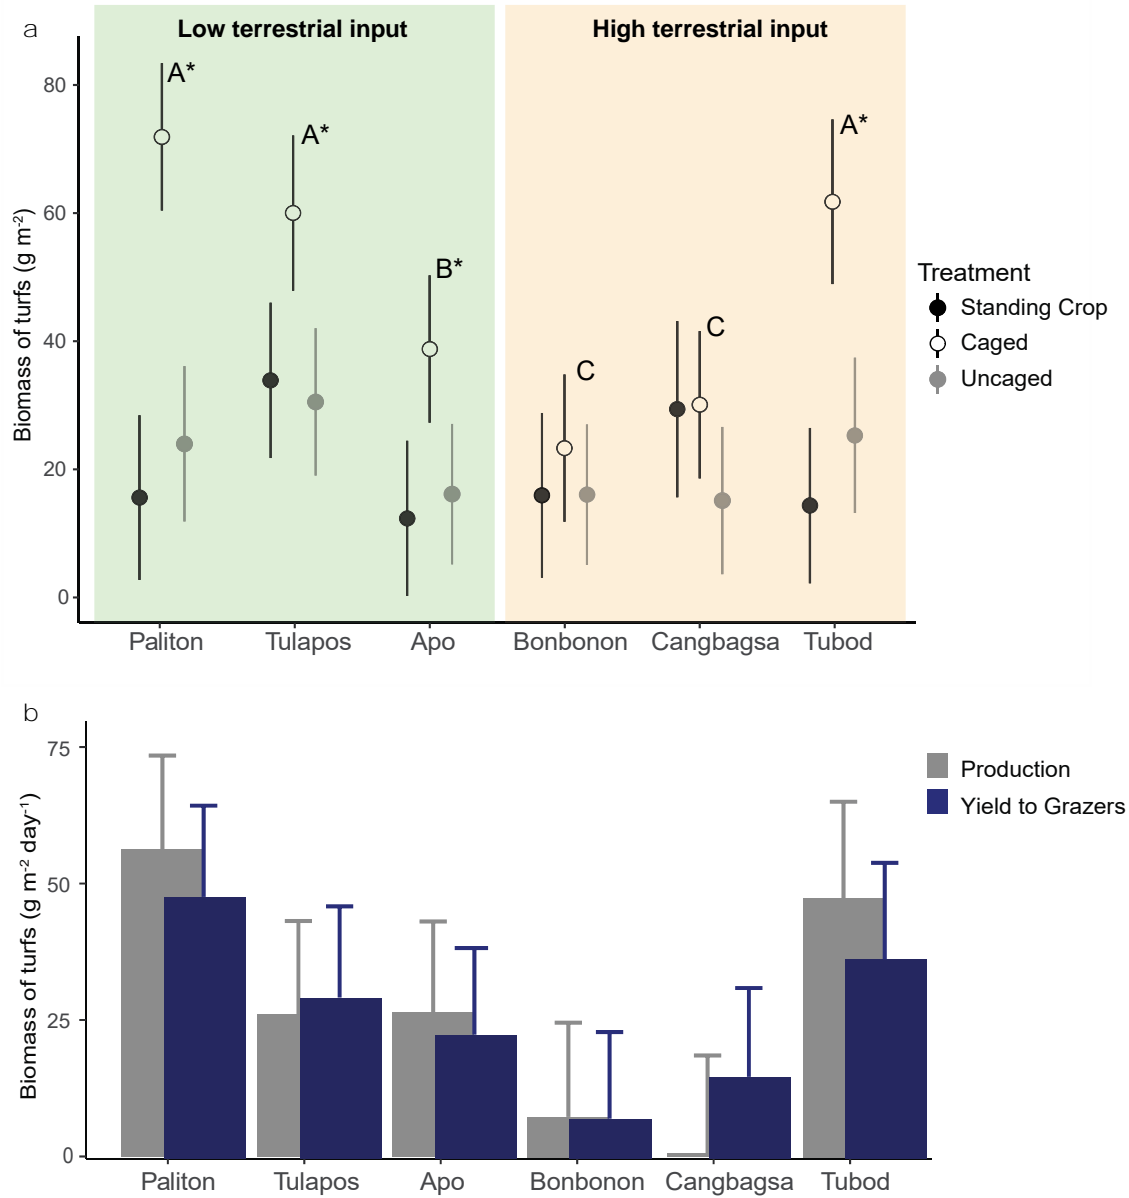 a
Low terrestrial input
High terrestrial input
Biomass of turfs (g m⁻²)
80
60
40
20
0
A*
A*
B*
C
C
A*
Paliton
Tulapos
Apo
Bonbonon
Cangbagsa
Tubod
Treatment
Standing Crop
Caged
Uncaged
b
Biomass of turfs (g m⁻² day⁻¹)
75
50
25
0
Paliton
Tulapos
Apo
Bonbonon
Cangbagsa
Tubod
Production
Yield to Grazers